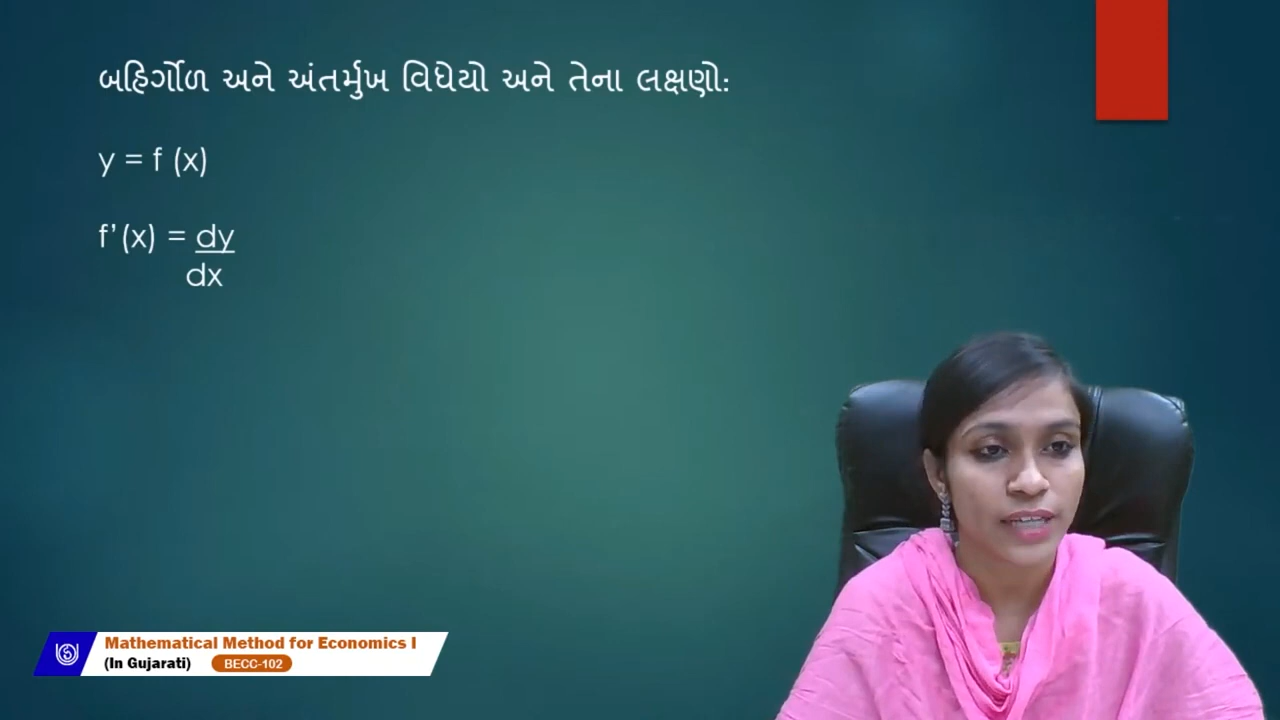 બહિર્ગોળ અને અંતર્મુખ વિધેયો અને તેના લક્ષણો:
y = f (x)
f'(x) = dy
dx
Mathematical Method for Economics I
(In Gujarati) BECC-102